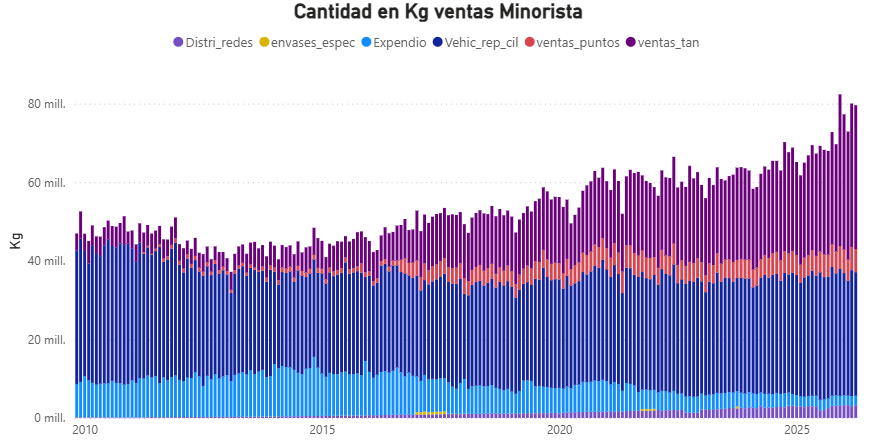 Cantidad en Kg ventas Minorista
Distri_redes envases_espec Expendio Vehic_rep_cil ventas_puntos ventas_tan
80 mill.
60 mill.
40 mill.
20 mill.
0 mill.
Kg
2010 2015 2020 2025